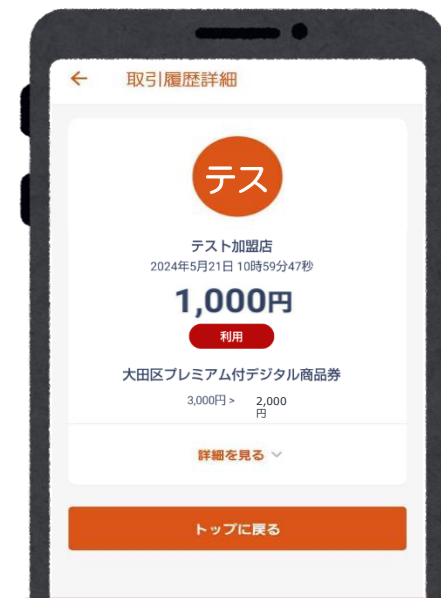 ← 取引履歴詳細
テス
テスト加盟店
2024年5月21日 10時59分47秒
1,000円
利用
大田区プレミアム付デジタル商品券
3,000円 > 2,000
円
詳細を見る
トップに戻る